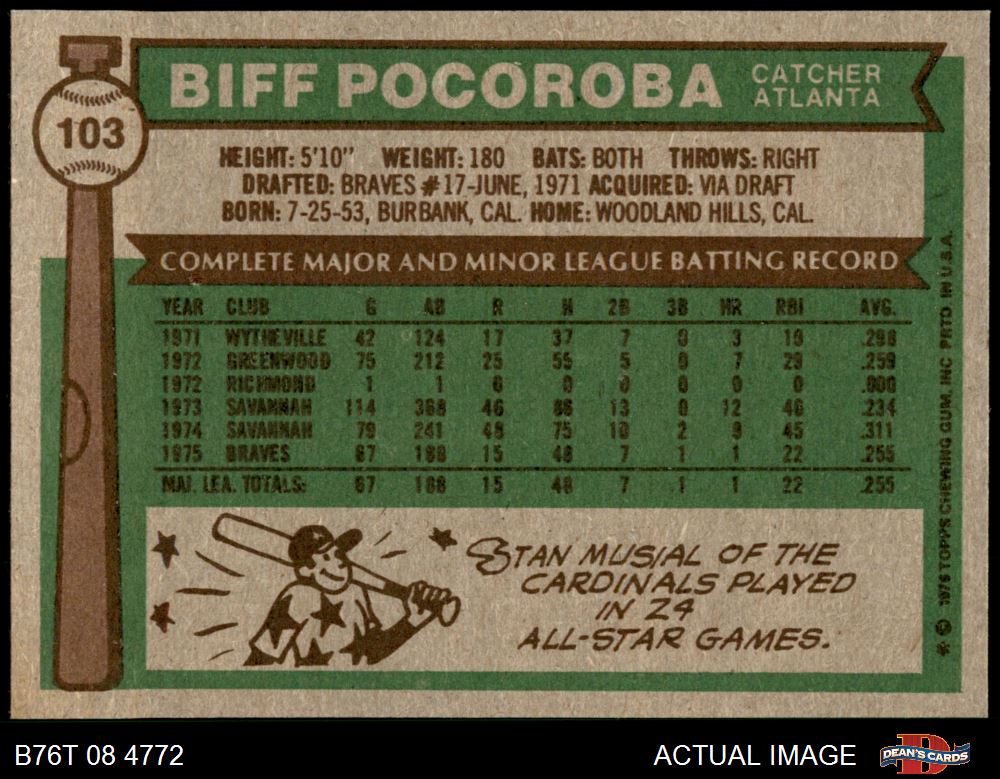 103
BIFF POCOROBA
CATCHER
ATLANTA
HEIGHT: 5'10" WEIGHT: 180 BATS: BOTH THROWS: RIGHT
DRAFTED: BRAVES #17-JUNE, 1971 ACQUIRED: VIA DRAFT
BORN: 7-25-53, BURBANK, CAL. HOME: WOODLAND HILLS, CAL.
COMPLETE MAJOR AND MINOR LEAGUE BATTING RECORD
YEAR CLUB G AB R H 2B 3B HR RBI AVG.
1971 WYTHEVILLE 42 124 17 37 7 0 3 19 .298
1972 GREENWOOD 75 212 25 55 5 0 7 29 .259
1972 RICHMOND 1 1 0 0 0 0 0 0 .000
1973 SAVANNAH 114 368 46 86 13 0 12 46 .234
1974 SAVANNAH 79 241 48 75 10 2 9 45 .311
1975 BRAVES 67 188 15 48 7 1 1 22 .255
MAJ. LEA. TOTALS: 67 188 15 48 7 1 1 22 .255
STAN MUSIAL OF THE
CARDINALS PLAYED
IN 24
ALL-STAR GAMES.
* © 1976 TOPPS CHEWING GUM, INC. PRTD. IN U.S.A.
B76T 08 4772
ACTUAL IMAGE
DEAN'S CARDS